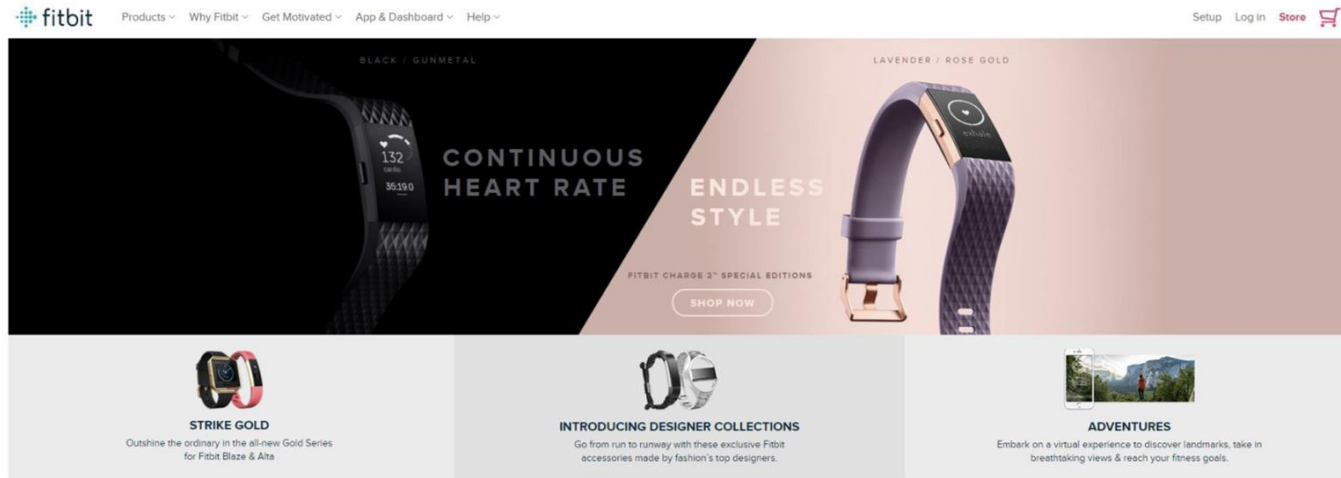 fitbit
Products
Why Fitbit
Get Motivated
App & Dashboard
Help
Setup
Log in
Store
BLACK / GUNMETAL
132
cardio
35:19.0
CONTINUOUS
HEART RATE
LAVENDER / ROSE GOLD
exhale
ENDLESS
STYLE
FITBIT CHARGE 2™ SPECIAL EDITIONS
SHOP NOW
STRIKE GOLD
Outshine the ordinary in the all-new Gold Series
for Fitbit Blaze & Alta
INTRODUCING DESIGNER COLLECTIONS
Go from run to runway with these exclusive Fitbit
accessories made by fashion's top designers.
ADVENTURES
Embark on a virtual experience to discover landmarks, take in
breathtaking views & reach your fitness goals.